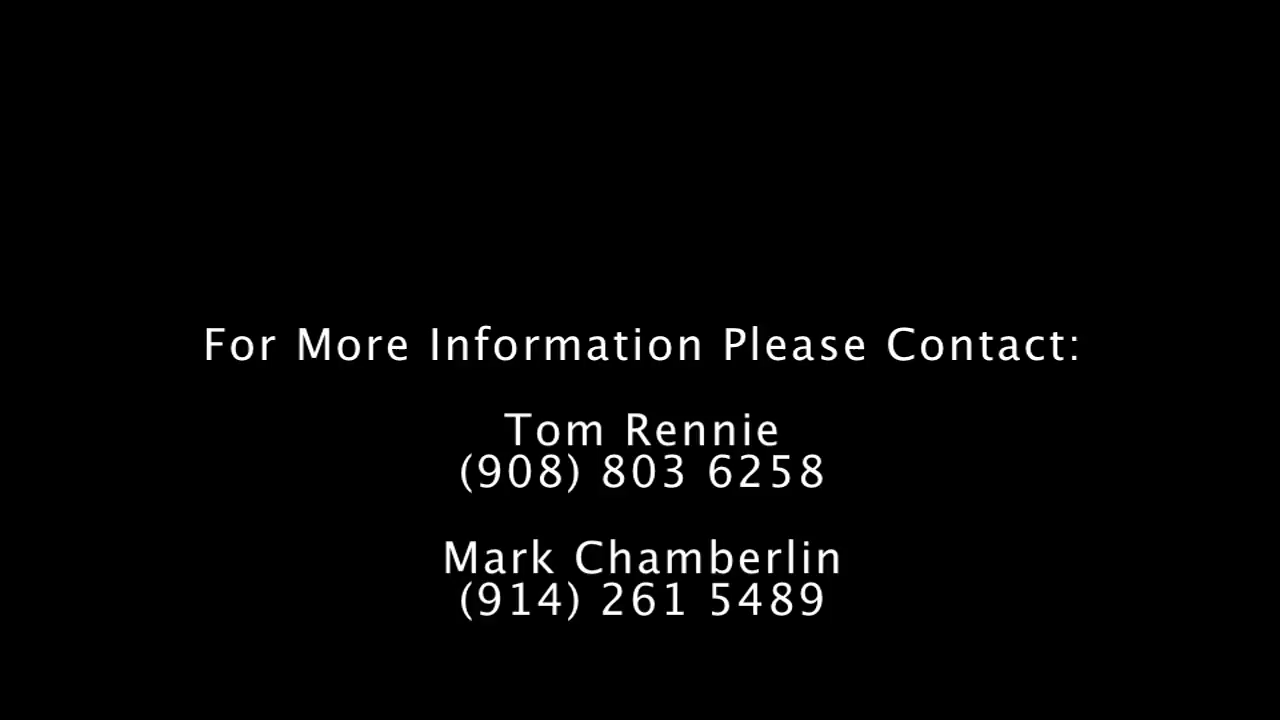 For More Information Please Contact:
Tom Rennie
(908) 803 6258
Mark Chamberlin
(914) 261 5489